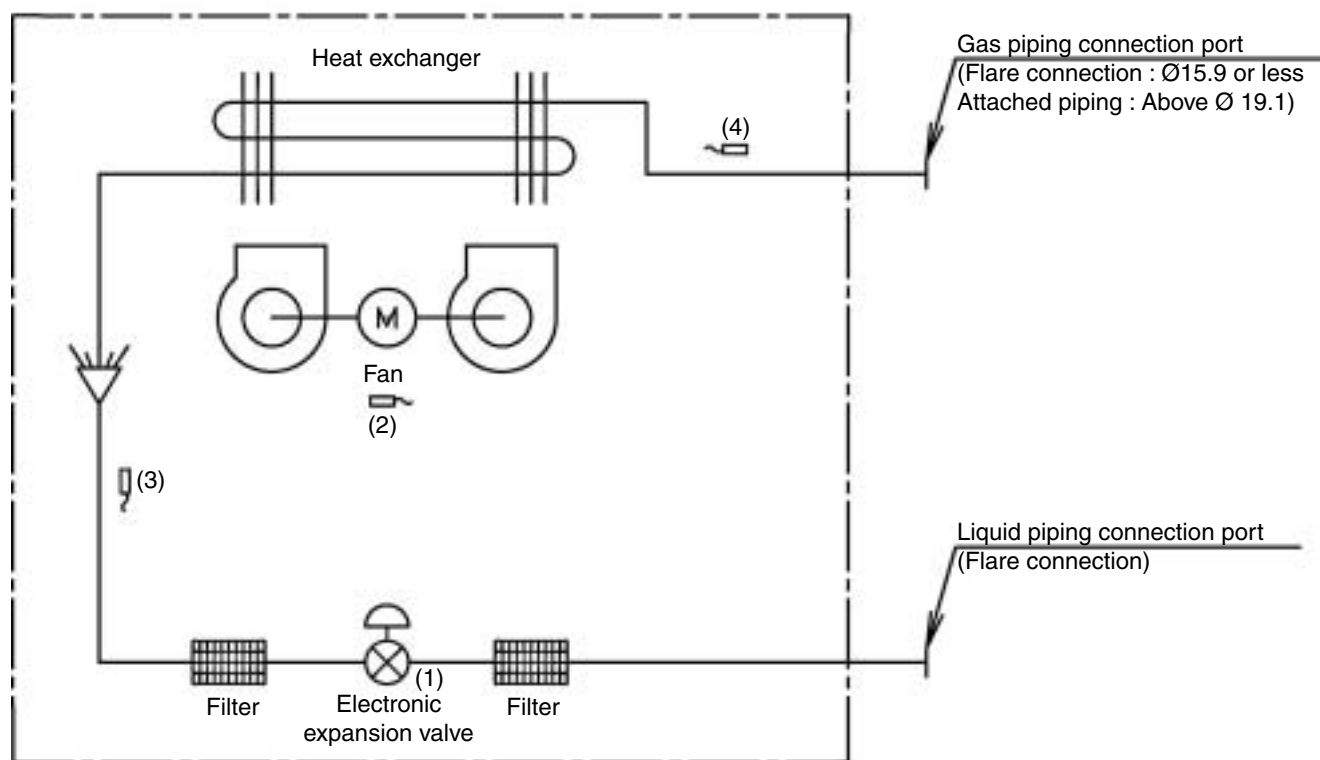 Heat exchanger
Gas piping connection port
(Flare connection : Ø15.9 or less
Attached piping : Above Ø 19.1)
(4)
M
Fan
(2)
(3)
Liquid piping connection port
(Flare connection)
(1)
Filter
Electronic
expansion valve
Filter